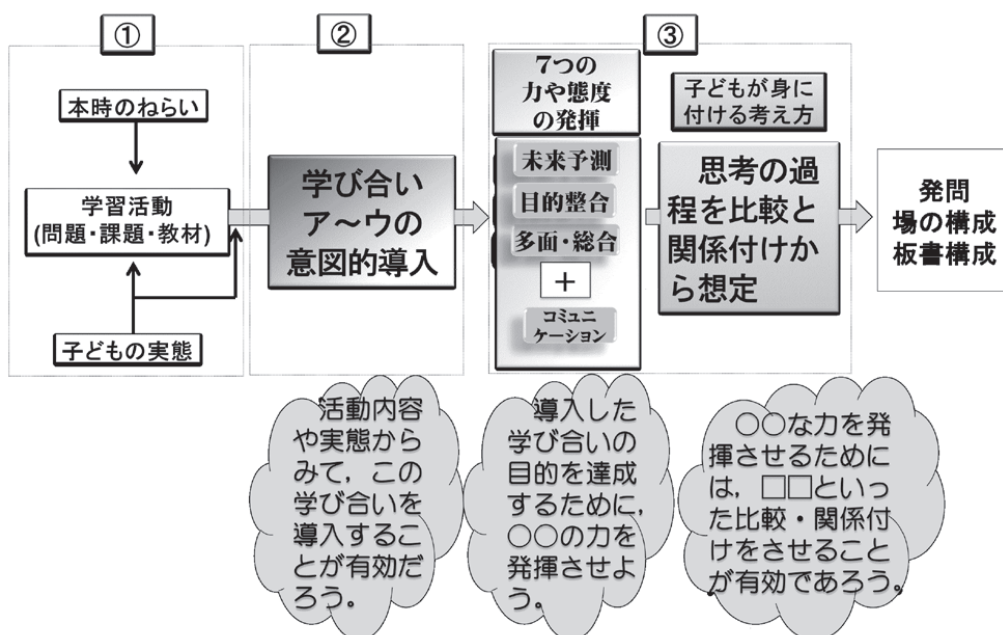 ①
本時のねらい
学習活動
(問題・課題・教材)
子どもの実態
②
学び合い
ア～ウの
意図的導入
③
7つの
力や態度
の発揮
未来予測
目的整合
多面・総合
＋
コミュニ
ケーション
子どもが身に
付ける考え方
思考の過
程を比較と
関係付けか
ら想定
発問
場の構成
板書構成
活動内容
や実態から
みて，この
学び合いを
導入するこ
とが有効だ
ろう。
導入した
学び合いの
目的を達成
するために，
○○の力を
発揮させよ
う。
○○な力を発
揮させるために
は，□□といっ
た比較・関係付
けをさせること
が有効であろう。